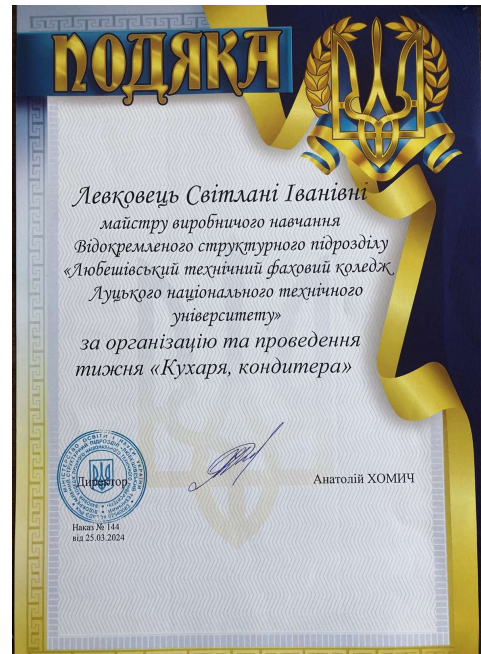 ПОДЯКА
Левковець Світлані Іванівні
майстру виробничого навчання
Відокремленого структурного підрозділу
«Любешівський технічний фаховий коледж
Луцького національного технічного
університету»
за організацію та проведення
тижня «Кухаря, кондитера»
Директор
Анатолій ХОМИЧ
Наказ № 144
від 25.03.2024